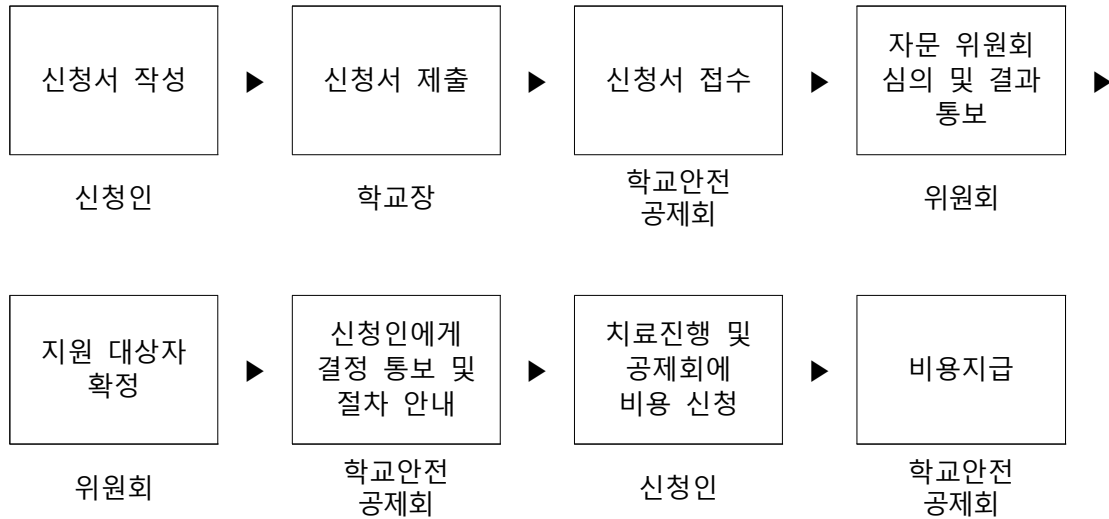 신청서 작성
▶
신청서 제출
▶
신청서 접수
▶
자문 위원회
심의 및 결과
통보
▶
신청인
학교장
학교안전
공제회
위원회
지원 대상자
확정
▶
신청인에게
결정 통보 및
절차 안내
▶
치료진행 및
공제회에
비용 신청
▶
비용지급
위원회
학교안전
공제회
신청인
학교안전
공제회